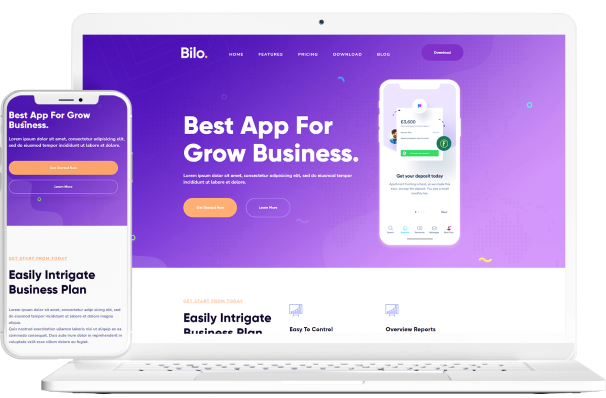 Bilo.
HOME FEATURES PRICING DOWNLOAD BLOG
Download
Best App For
Grow Business.
Lorem ipsum dolor sit amet, consectetur adipisicing elit, sed do eiusmod tempor
incididunt ut labore et dolore.
Get Started Now
Learn More
£3,600
Get your deposit today
Next
GET START FROM TODAY
Easily Intrigate
Business Plan
Easy To Control
Overview Reports
Best App For Grow
Business.
Lorem ipsum dolor sit amet, consectetur adipisicing elit,
sed do eiusmod tempor incididunt ut labore et dolore.
Get Started Now
Learn More
GET START FROM TODAY
Easily Intrigate
Business Plan
Lorem ipsum dolor sit amet, consectetur adipisicing elit, sed do
eiusmod tempor incididunt ut labore et dolore magna
aliqua.
Quis nostrud exercitation ullamco laboris nisi ut aliquip ex ea
commodo consequat. Duis aute irure dolor in reprehenderit in
voluptate velit esse cillum dolore eu fugiat.